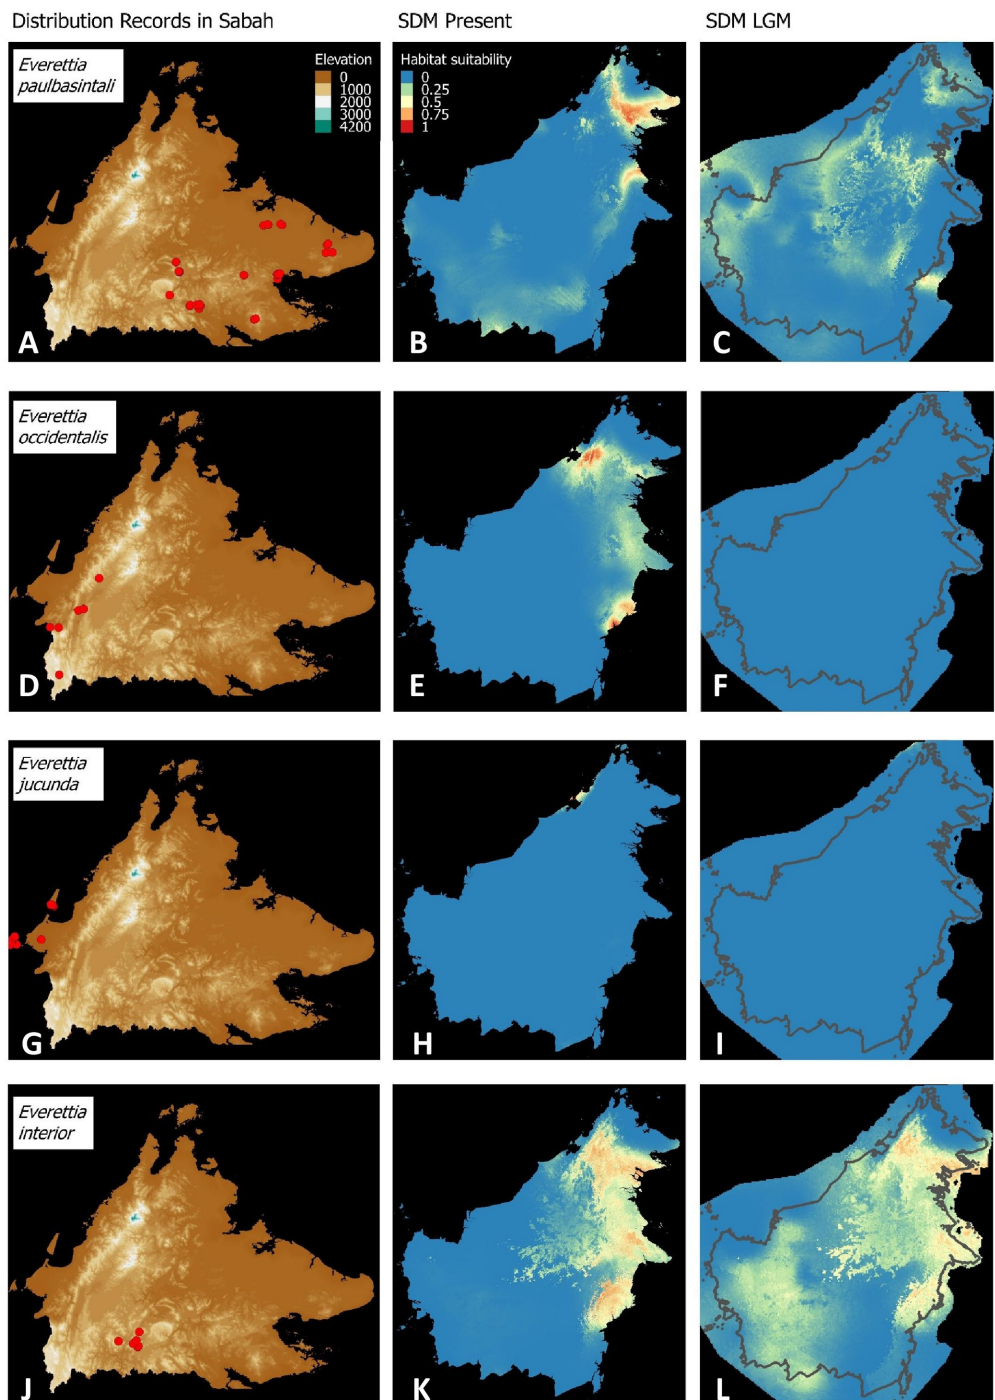 Distribution Records in Sabah
SDM Present
SDM LGM
Everettia
paulbasintali
Elevation
0
1000
2000
3000
4200
Habitat suitability
0
0.25
0.5
0.75
1
A
B
C
Everettia
occidentalis
D
E
F
Everettia
jucunda
G
H
I
Everettia
interior
J
K
L